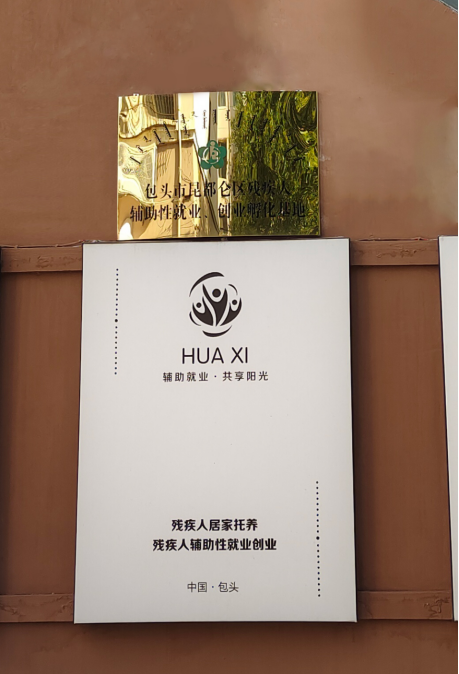 包头市昆都仑区残疾人
辅助性就业、创业孵化基地
HUA XI
辅助就业·共享阳光
残疾人居家托养
残疾人辅助性就业创业
中国·包头